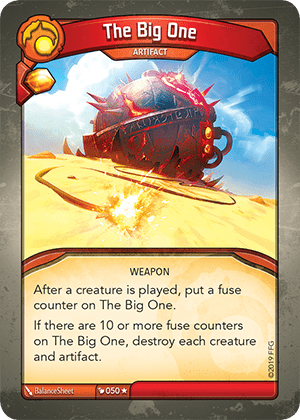 The Big One
ARTIFACT
WEAPON
After a creature is played, put a fuse
counter on The Big One.
If there are 10 or more fuse counters
on The Big One, destroy each creature
and artifact.
©2019 FFG
BalanceSheet
050★